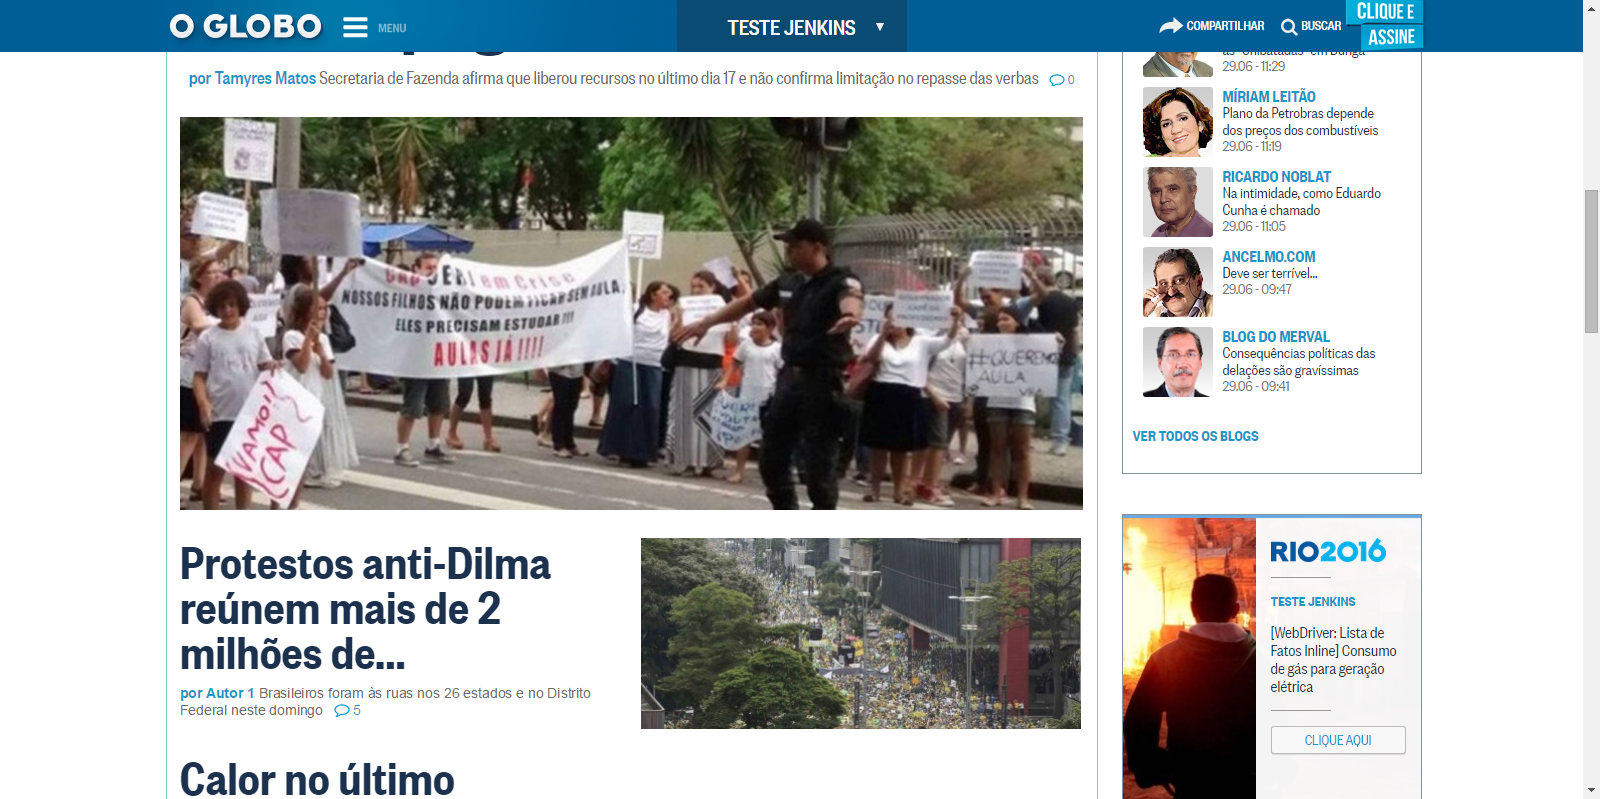 O GLOBO
MENU
TESTE JENKINS ▼
COMPARTILHAR
BUSCAR
CLIQUE E
ASSINE
por Tamyres Matos Secretaria de Fazenda afirma que liberou recursos no último dia 17 e não confirma limitação no repasse das verbas 0
CAP UERJ em Crise
NOSSOS FILHOS NÃO PODEM FICAR SEM AULA.
ELES PRECISAM ESTUDAR !!!
AULAS JÁ !!!!
VAMO!!
CAP
#QUEREMOS
AULA
Protestos anti-Dilma
reúnem mais de 2
milhões de...
por Autor 1 Brasileiros foram às ruas nos 26 estados e no Distrito
Federal neste domingo 5
Calor no último
29.06 - 11:29
MÍRIAM LEITÃO
Plano da Petrobras depende
dos preços dos combustíveis
29.06 - 11:19
RICARDO NOBLAT
Na intimidade, como Eduardo
Cunha é chamado
29.06 - 11:05
ANCELMO.COM
Deve ser terrível...
29.06 - 09:47
BLOG DO MERVAL
Consequências políticas das
delações são gravíssimas
29.06 - 09:41
VER TODOS OS BLOGS
RIO2016
TESTE JENKINS
[WebDriver: Lista de
Fatos Inline] Consumo
de gás para geração
elétrica
CLIQUE AQUI